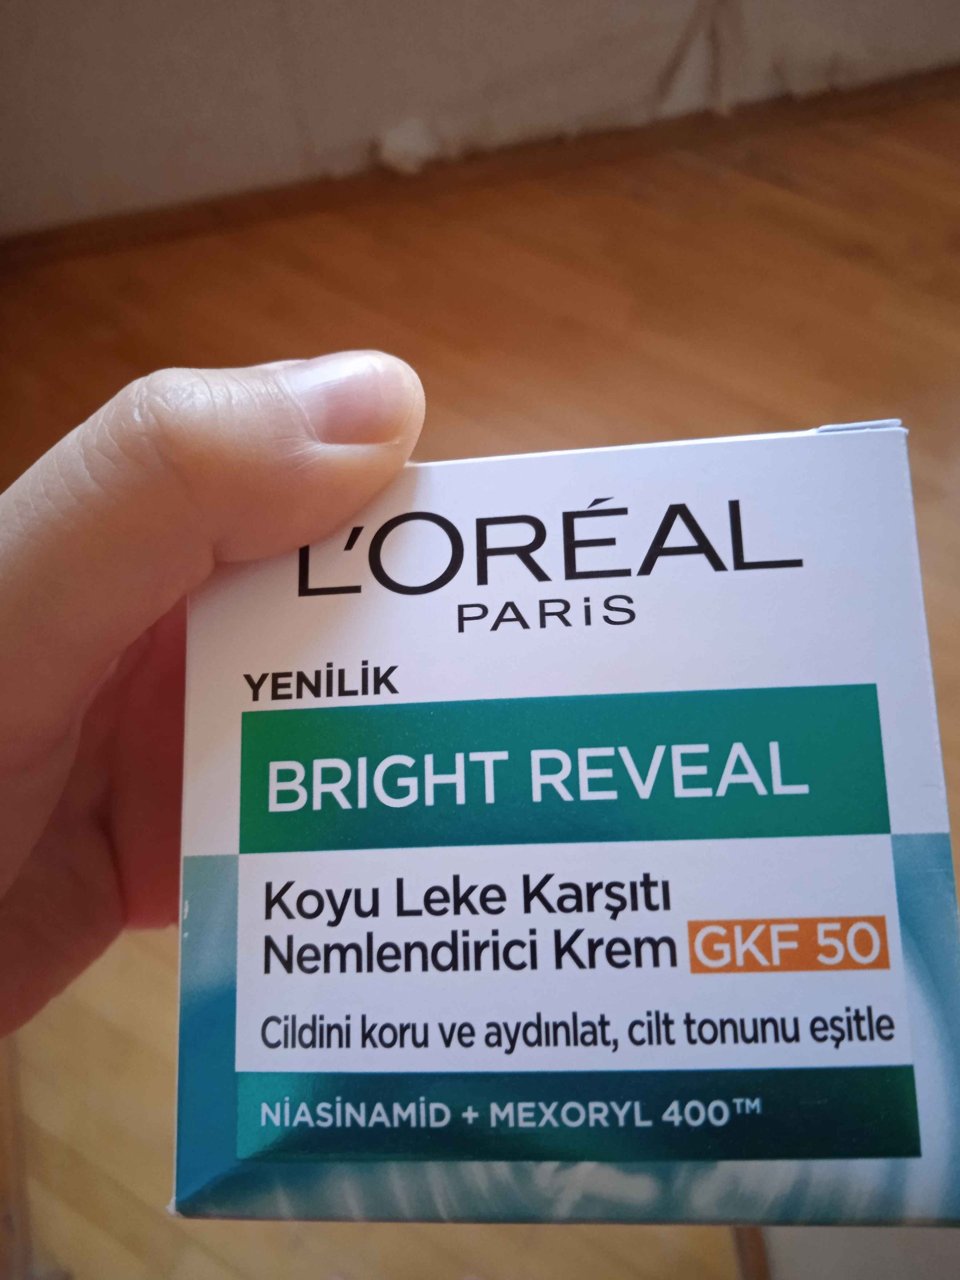 L'ORÉAL
PARiS
YENİLİK
BRIGHT REVEAL
Koyu Leke Karşıtı
Nemlendirici Krem GKF 50
Cildini koru ve aydınlat, cilt tonunu eşitle
NİASİNAMİD + MEXORYL 400™